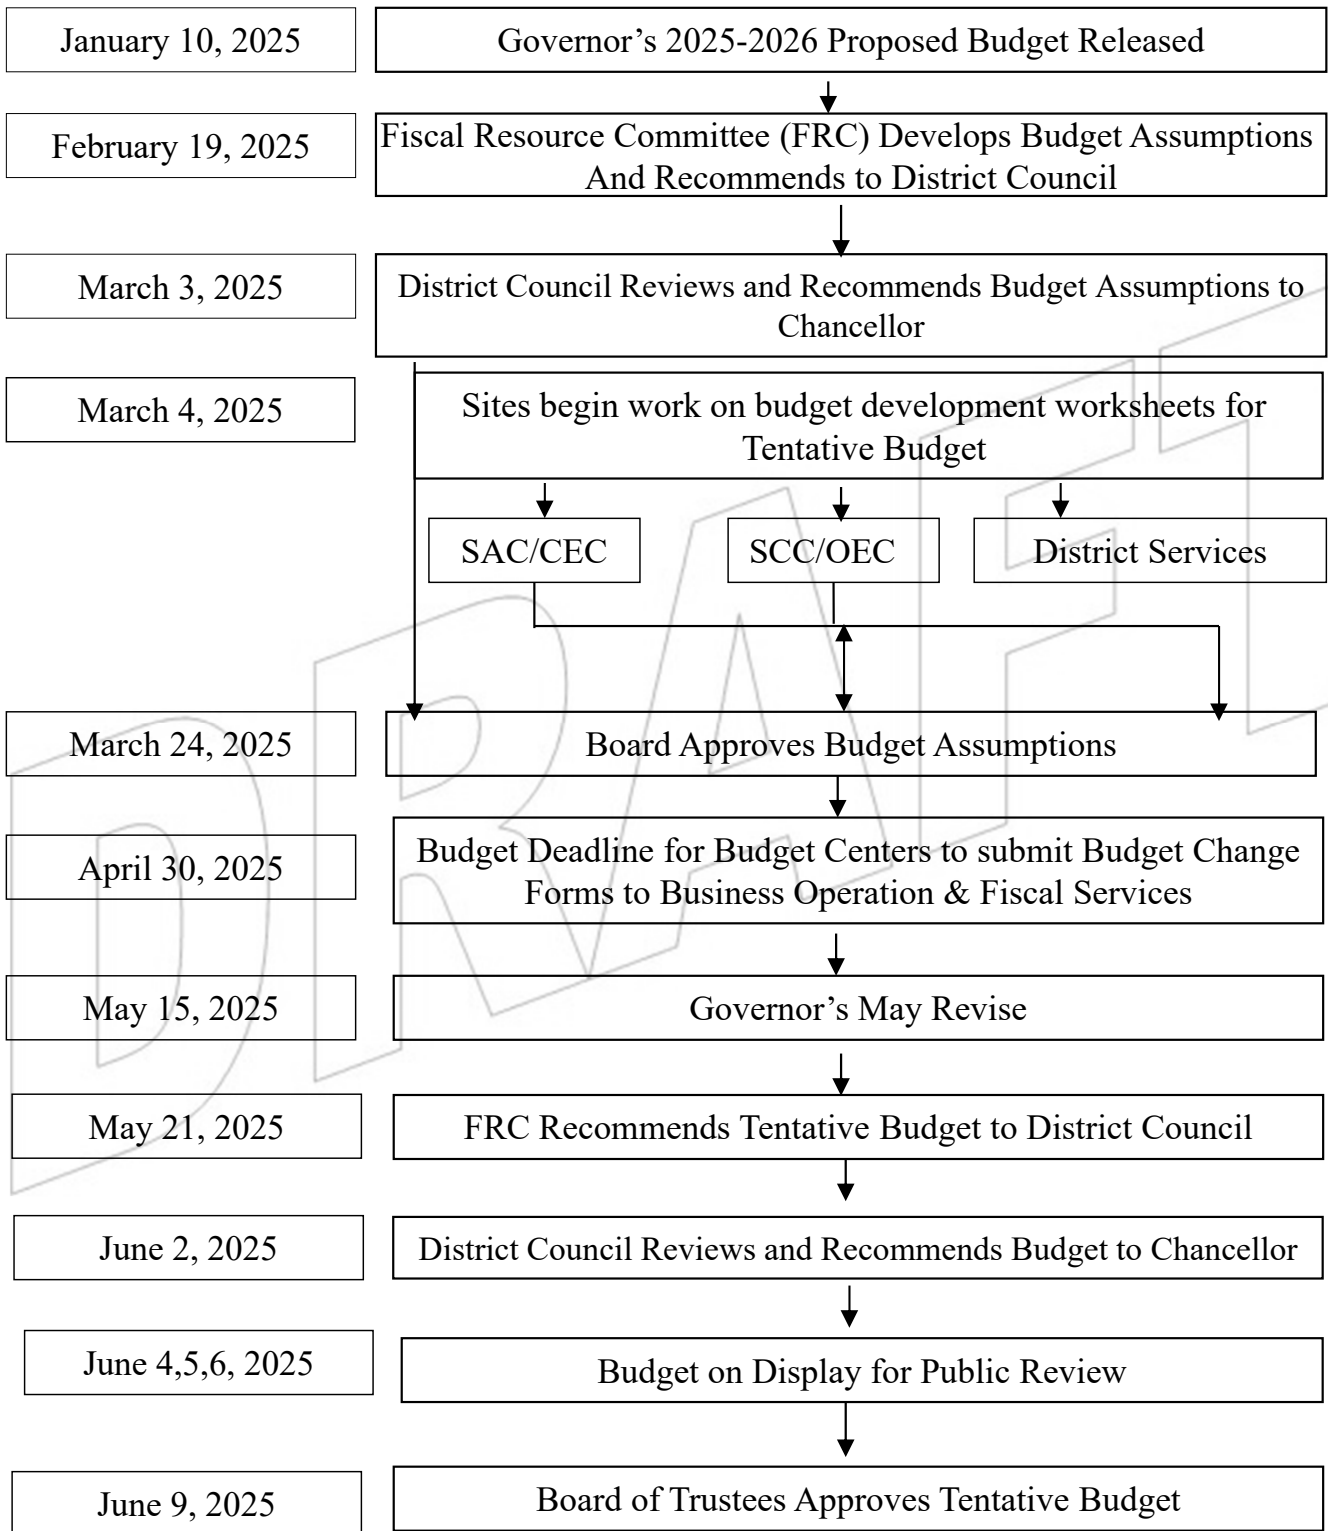 January 10, 2025
Governor’s 2025-2026 Proposed Budget Released
February 19, 2025
Fiscal Resource Committee (FRC) Develops Budget Assumptions
And Recommends to District Council
March 3, 2025
District Council Reviews and Recommends Budget Assumptions to
Chancellor
March 4, 2025
Sites begin work on budget development worksheets for
Tentative Budget
SAC/CEC
SCC/OEC
District Services
March 24, 2025
Board Approves Budget Assumptions
April 30, 2025
Budget Deadline for Budget Centers to submit Budget Change
Forms to Business Operation & Fiscal Services
May 15, 2025
Governor’s May Revise
May 21, 2025
FRC Recommends Tentative Budget to District Council
June 2, 2025
District Council Reviews and Recommends Budget to Chancellor
June 4,5,6, 2025
Budget on Display for Public Review
June 9, 2025
Board of Trustees Approves Tentative Budget
DRAFT